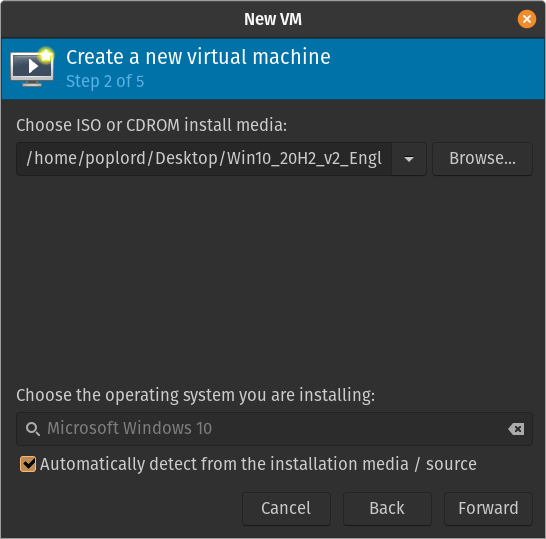 New VM
Create a new virtual machine
Step 2 of 5
Choose ISO or CDROM install media:
/home/poplord/Desktop/Win10_20H2_v2_Engl
Browse...
Choose the operating system you are installing:
Microsoft Windows 10
Automatically detect from the installation media / source
Cancel
Back
Forward